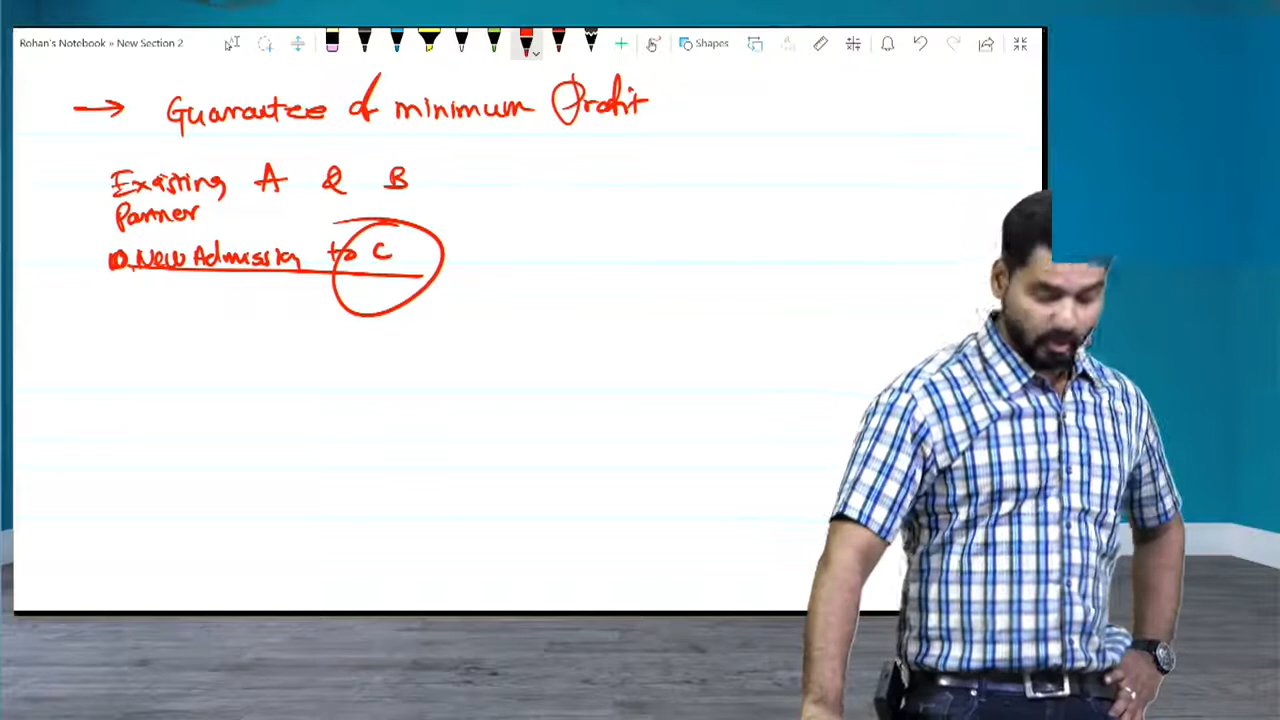 Rohan's Notebook » New Section 2
Shapes
→ Guarantee of minimum Profit
Existing A & B
Partner
New Admission to C